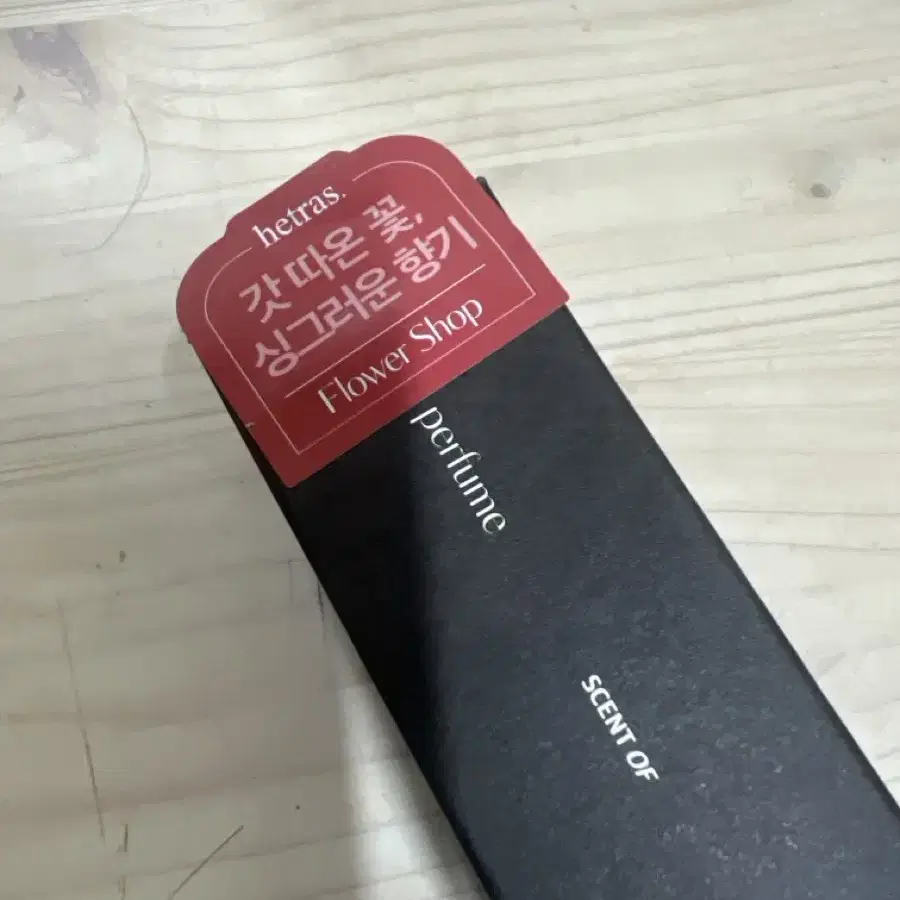 hetras.
갓 따온 꽃,
싱그러운 향기
Flower Shop
perfume
SCENT OF